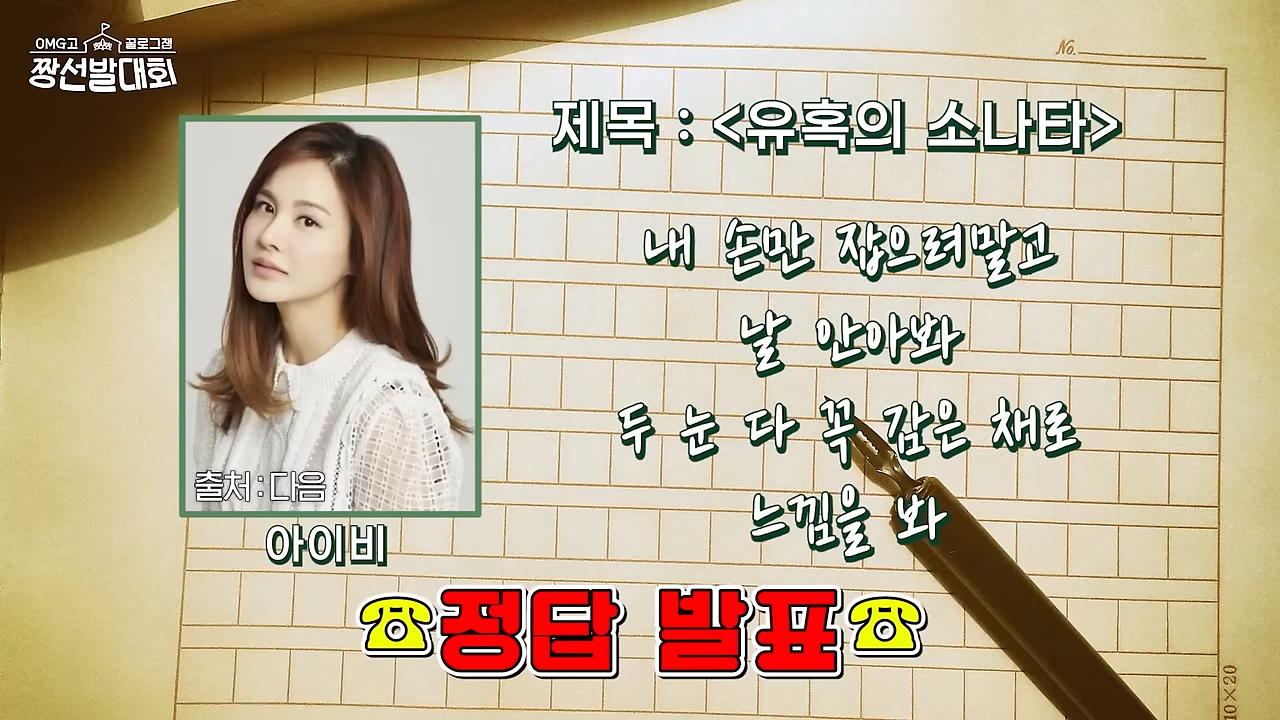 OMG고 꿀로그잼
짱선발대회
No.
제목 : <유혹의 소나타>
내 손만 잡으려말고
날 안아봐
두 눈 다 꼭 감은 채로
느낌을 봐
출처 : 다음
아이비
☎정답 발표☎
10×20